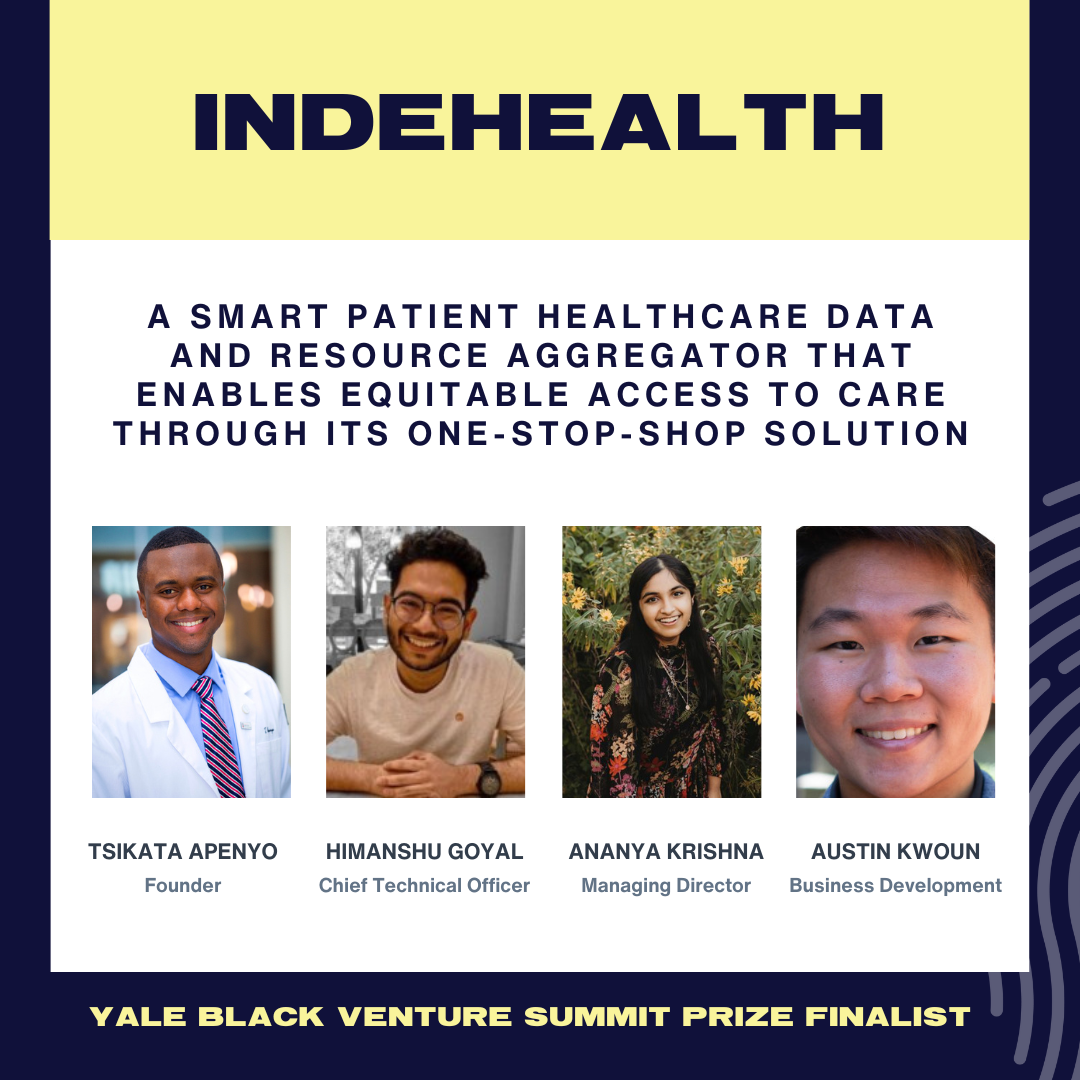 INDEHEALTH
A SMART PATIENT HEALTHCARE DATA
AND RESOURCE AGGREGATOR THAT
ENABLES EQUITABLE ACCESS TO CARE
THROUGH ITS ONE-STOP-SHOP SOLUTION
TSIKATA APENYO
Founder
HIMANSHU GOYAL
Chief Technical Officer
ANANYA KRISHNA
Managing Director
AUSTIN KWOUN
Business Development
YALE BLACK VENTURE SUMMIT PRIZE FINALIST